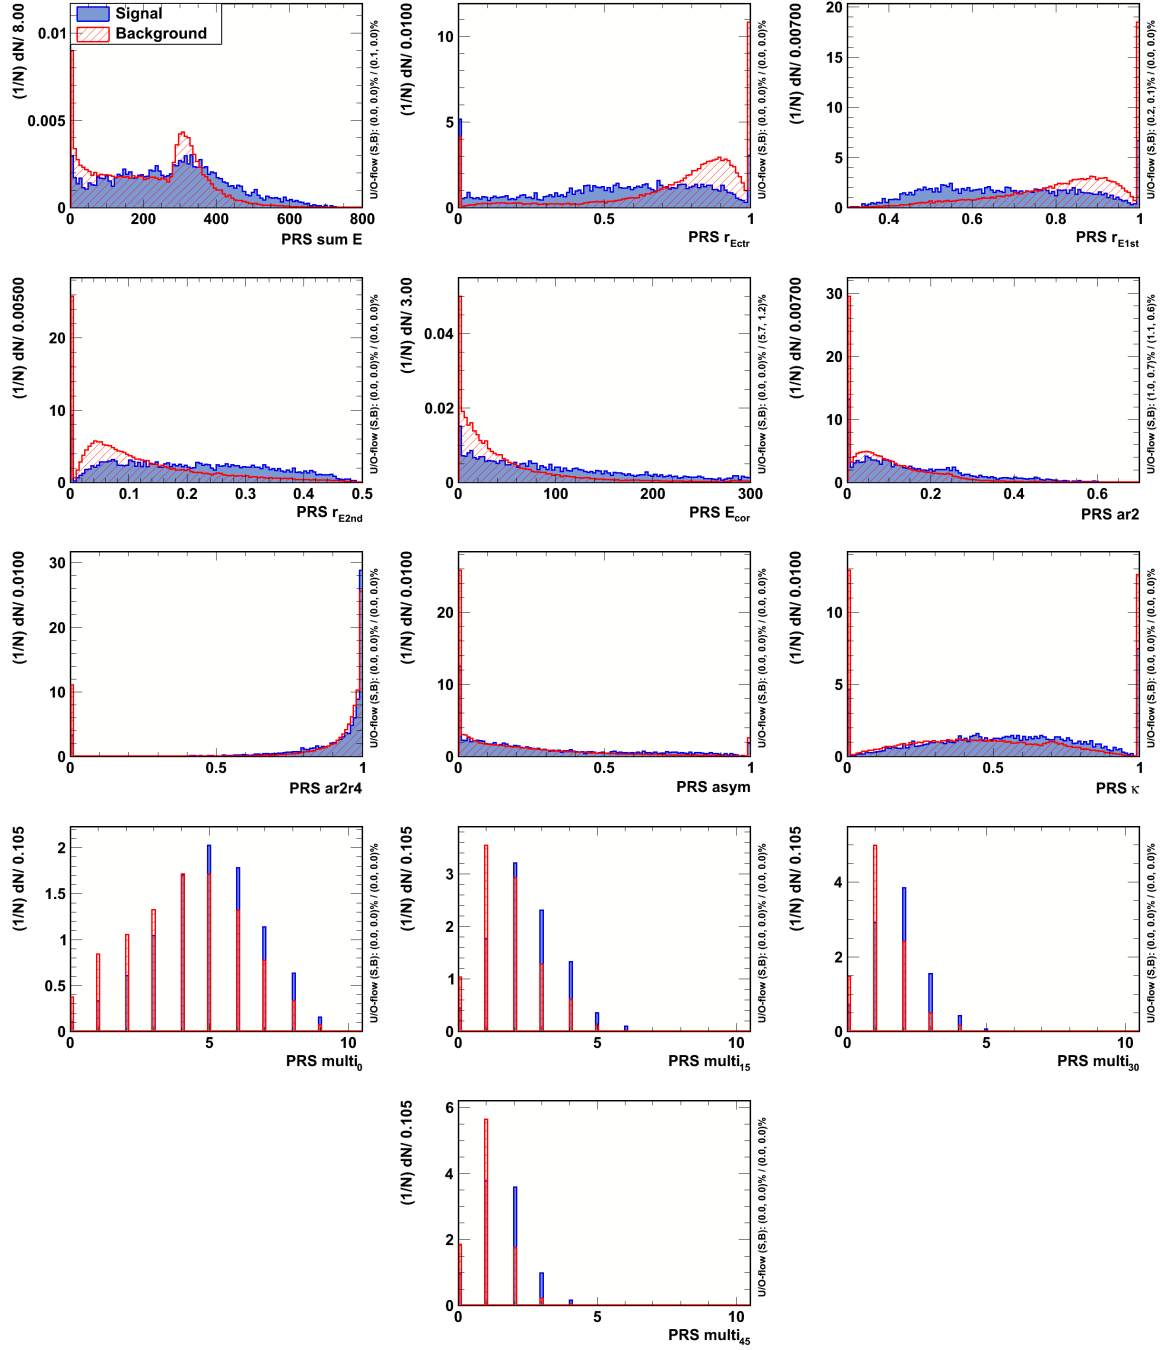 Signal
Background
(1/N) dN/ 8.00
0.01
0.005
0
0 200 400 600 800
PRS sum E
U/O-flow (S,B): (0.0, 0.0)% / (0.1, 0.0)%
(1/N) dN/ 0.0100
10
5
0
0 0.5 1
PRS r_Ectr
U/O-flow (S,B): (0.0, 0.0)% / (0.0, 0.0)%
(1/N) dN/ 0.00700
20
18
16
14
12
10
8
6
4
2
0
0.4 0.6 0.8 1
PRS r_E1st
U/O-flow (S,B): (0.2, 0.1)% / (0.0, 0.0)%
(1/N) dN/ 0.00500
20
10
0
0 0.1 0.2 0.3 0.4 0.5
PRS r_E2nd
U/O-flow (S,B): (0.0, 0.0)% / (0.0, 0.0)%
(1/N) dN/ 3.00
0.04
0.02
0
0 100 200 300
PRS E_cor
U/O-flow (S,B): (0.0, 0.0)% / (5.7, 1.2)%
(1/N) dN/ 0.00700
30
20
10
0
0 0.2 0.4 0.6
PRS ar2
U/O-flow (S,B): (1.0, 0.7)% / (1.1, 0.6)%
(1/N) dN/ 0.0100
30
20
10
0
0 0.5 1
PRS ar2r4
U/O-flow (S,B): (0.0, 0.0)% / (0.0, 0.0)%
(1/N) dN/ 0.0100
20
10
0
0 0.5 1
PRS asym
U/O-flow (S,B): (0.0, 0.0)% / (0.0, 0.0)%
(1/N) dN/ 0.0100
10
5
0
0 0.5 1
PRS κ
U/O-flow (S,B): (0.0, 0.0)% / (0.0, 0.0)%
(1/N) dN/ 0.105
2
1.5
1
0.5
0
0 5 10
PRS multi_0
U/O-flow (S,B): (0.0, 0.0)% / (0.0, 0.0)%
(1/N) dN/ 0.105
3
2
1
0
0 5 10
PRS multi_15
U/O-flow (S,B): (0.0, 0.0)% / (0.0, 0.0)%
(1/N) dN/ 0.105
4
2
0
0 5 10
PRS multi_30
U/O-flow (S,B): (0.0, 0.0)% / (0.0, 0.0)%
(1/N) dN/ 0.105
6
4
2
0
0 5 10
PRS multi_45
U/O-flow (S,B): (0.0, 0.0)% / (0.0, 0.0)%